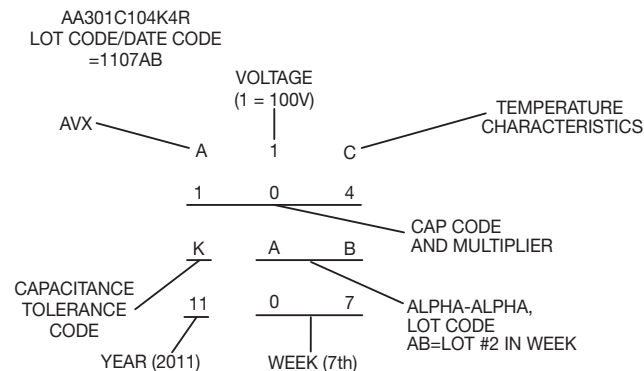 AA301C104K4R
LOT CODE/DATE CODE
=1107AB
VOLTAGE
(1 = 100V)
TEMPERATURE
CHARACTERISTICS
AVX
A 1 C
1 0 4
CAP CODE
AND MULTIPLIER
K A B
CAPACITANCE
TOLERANCE
CODE
11 0 7
ALPHA-ALPHA,
LOT CODE
AB=LOT #2 IN WEEK
YEAR (2011)
WEEK (7th)